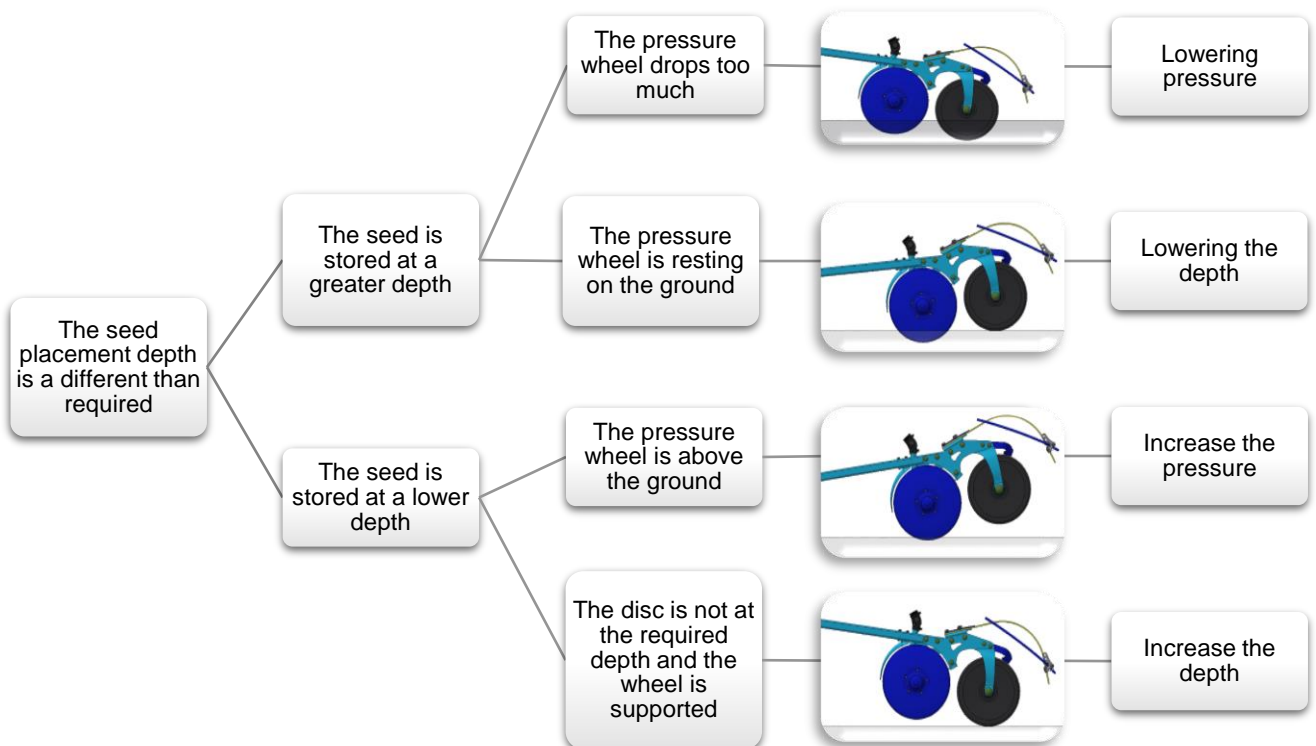 The pressure
wheel drops too
much
Lowering
pressure
The seed is
stored at a
greater depth
The pressure
wheel is resting
on the ground
Lowering the
depth
The seed
placement depth
is a different than
required
The pressure
wheel is above
the ground
Increase the
pressure
The seed is
stored at a lower
depth
The disc is not at
the required
depth and the
wheel is
supported
Increase the
depth